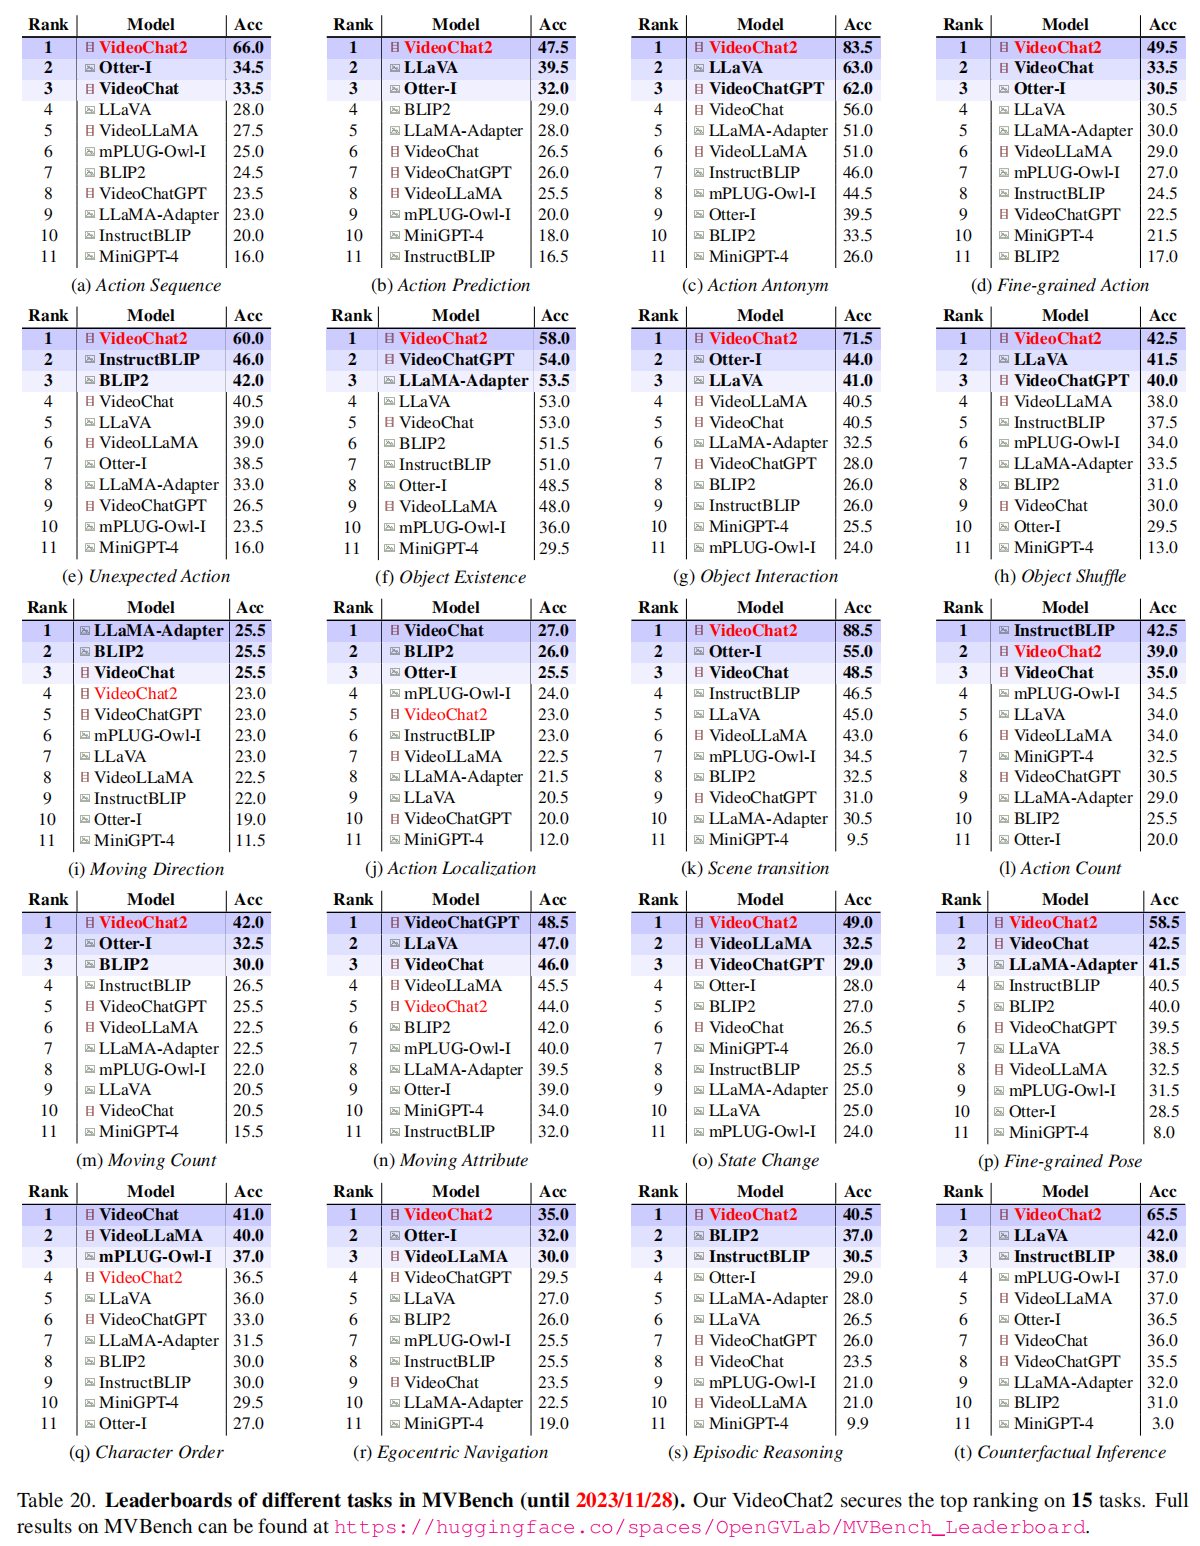 Rank Model Acc
1 VideoChat2 66.0
2 Otter-I 34.5
3 VideoChat 33.5
4 LLaVA 28.0
5 VideoLLaMA 27.5
6 mPLUG-Owl-I 25.0
7 BLIP2 24.5
8 VideoChatGPT 23.5
9 LLaMA-Adapter 23.0
10 InstructBLIP 20.0
11 MiniGPT-4 16.0
(a) Action Sequence
Rank Model Acc
1 VideoChat2 47.5
2 LLaVA 39.5
3 Otter-I 32.0
4 BLIP2 29.0
5 LLaMA-Adapter 28.0
6 VideoChat 26.5
7 VideoChatGPT 26.0
8 VideoLLaMA 25.5
9 mPLUG-Owl-I 20.0
10 MiniGPT-4 18.0
11 InstructBLIP 16.5
(b) Action Prediction
Rank Model Acc
1 VideoChat2 83.5
2 LLaVA 63.0
3 VideoChatGPT 62.0
4 VideoChat 56.0
5 LLaMA-Adapter 51.0
6 VideoLLaMA 51.0
7 InstructBLIP 46.0
8 mPLUG-Owl-I 44.5
9 Otter-I 39.5
10 BLIP2 33.5
11 MiniGPT-4 26.0
(c) Action Antonym
Rank Model Acc
1 VideoChat2 49.5
2 VideoChat 33.5
3 Otter-I 30.5
4 LLaVA 30.5
5 LLaMA-Adapter 30.0
6 VideoLLaMA 29.0
7 mPLUG-Owl-I 27.0
8 InstructBLIP 24.5
9 VideoChatGPT 22.5
10 MiniGPT-4 21.5
11 BLIP2 17.0
(d) Fine-grained Action
Rank Model Acc
1 VideoChat2 60.0
2 InstructBLIP 46.0
3 BLIP2 42.0
4 VideoChat 40.5
5 LLaVA 39.0
6 VideoLLaMA 39.0
7 Otter-I 38.5
8 LLaMA-Adapter 33.0
9 VideoChatGPT 26.5
10 mPLUG-Owl-I 23.5
11 MiniGPT-4 16.0
(e) Unexpected Action
Rank Model Acc
1 VideoChat2 58.0
2 VideoChatGPT 54.0
3 LLaMA-Adapter 53.5
4 LLaVA 53.0
5 VideoChat 53.0
6 BLIP2 51.5
7 InstructBLIP 51.0
8 Otter-I 48.5
9 VideoLLaMA 48.0
10 mPLUG-Owl-I 36.0
11 MiniGPT-4 29.5
(f) Object Existence
Rank Model Acc
1 VideoChat2 71.5
2 Otter-I 44.0
3 LLaVA 41.0
4 VideoLLaMA 40.5
5 VideoChat 40.5
6 LLaMA-Adapter 32.5
7 VideoChatGPT 28.0
8 BLIP2 26.0
9 InstructBLIP 26.0
10 MiniGPT-4 25.5
11 mPLUG-Owl-I 24.0
(g) Object Interaction
Rank Model Acc
1 VideoChat2 42.5
2 LLaVA 41.5
3 VideoChatGPT 40.0
4 VideoLLaMA 38.0
5 InstructBLIP 37.5
6 mPLUG-Owl-I 34.0
7 LLaMA-Adapter 33.5
8 BLIP2 31.0
9 VideoChat 30.0
10 Otter-I 29.5
11 MiniGPT-4 13.0
(h) Object Shuffle
Rank Model Acc
1 LLaMA-Adapter 25.5
2 BLIP2 25.5
3 VideoChat 25.5
4 VideoChat2 23.0
5 VideoChatGPT 23.0
6 mPLUG-Owl-I 23.0
7 LLaVA 23.0
8 VideoLLaMA 22.5
9 InstructBLIP 22.0
10 Otter-I 19.0
11 MiniGPT-4 11.5
(i) Moving Direction
Rank Model Acc
1 VideoChat 27.0
2 BLIP2 26.0
3 Otter-I 25.5
4 mPLUG-Owl-I 24.0
5 VideoChat2 23.0
6 InstructBLIP 23.0
7 VideoLLaMA 22.5
8 LLaMA-Adapter 21.5
9 LLaVA 20.5
10 VideoChatGPT 20.0
11 MiniGPT-4 12.0
(j) Action Localization
Rank Model Acc
1 VideoChat2 88.5
2 Otter-I 55.0
3 VideoChat 48.5
4 InstructBLIP 46.5
5 LLaVA 45.0
6 VideoLLaMA 43.0
7 mPLUG-Owl-I 34.5
8 BLIP2 32.5
9 VideoChatGPT 31.0
10 LLaMA-Adapter 30.5
11 MiniGPT-4 9.5
(k) Scene transition
Rank Model Acc
1 InstructBLIP 42.5
2 VideoChat2 39.0
3 VideoChat 35.0
4 mPLUG-Owl-I 34.5
5 LLaVA 34.0
6 VideoLLaMA 34.0
7 MiniGPT-4 32.5
8 VideoChatGPT 30.5
9 LLaMA-Adapter 29.0
10 BLIP2 25.5
11 Otter-I 20.0
(l) Action Count
Rank Model Acc
1 VideoChat2 42.0
2 Otter-I 32.5
3 BLIP2 30.0
4 InstructBLIP 26.5
5 VideoChatGPT 25.5
6 VideoLLaMA 22.5
7 LLaMA-Adapter 22.5
8 mPLUG-Owl-I 22.0
9 LLaVA 20.5
10 VideoChat 20.5
11 MiniGPT-4 15.5
(m) Moving Count
Rank Model Acc
1 VideoChatGPT 48.5
2 LLaVA 47.0
3 VideoChat 46.0
4 VideoLLaMA 45.5
5 VideoChat2 44.0
6 BLIP2 42.0
7 mPLUG-Owl-I 40.0
8 LLaMA-Adapter 39.5
9 Otter-I 39.0
10 MiniGPT-4 34.0
11 InstructBLIP 32.0
(n) Moving Attribute
Rank Model Acc
1 VideoChat2 49.0
2 VideoLLaMA 32.5
3 VideoChatGPT 29.0
4 Otter-I 28.0
5 BLIP2 27.0
6 VideoChat 26.5
7 MiniGPT-4 26.0
8 InstructBLIP 25.5
9 LLaMA-Adapter 25.0
10 LLaVA 25.0
11 mPLUG-Owl-I 24.0
(o) State Change
Rank Model Acc
1 VideoChat2 58.5
2 VideoChat 42.5
3 LLaMA-Adapter 41.5
4 InstructBLIP 40.5
5 BLIP2 40.0
6 VideoChatGPT 39.5
7 LLaVA 38.5
8 VideoLLaMA 32.5
9 mPLUG-Owl-I 31.5
10 Otter-I 28.5
11 MiniGPT-4 8.0
(p) Fine-grained Pose
Rank Model Acc
1 VideoChat 41.0
2 VideoLLaMA 40.0
3 mPLUG-Owl-I 37.0
4 VideoChat2 36.5
5 LLaVA 36.0
6 VideoChatGPT 33.0
7 LLaMA-Adapter 31.5
8 BLIP2 30.0
9 InstructBLIP 30.0
10 MiniGPT-4 29.5
11 Otter-I 27.0
(q) Character Order
Rank Model Acc
1 VideoChat2 35.0
2 Otter-I 32.0
3 VideoLLaMA 30.0
4 VideoChatGPT 29.5
5 LLaVA 27.0
6 BLIP2 26.0
7 mPLUG-Owl-I 25.5
8 InstructBLIP 25.5
9 VideoChat 23.5
10 LLaMA-Adapter 22.5
11 MiniGPT-4 19.0
(r) Egocentric Navigation
Rank Model Acc
1 VideoChat2 40.5
2 BLIP2 37.0
3 InstructBLIP 30.5
4 Otter-I 29.0
5 LLaMA-Adapter 28.0
6 LLaVA 26.5
7 VideoChatGPT 26.0
8 VideoChat 23.5
9 mPLUG-Owl-I 21.0
10 VideoLLaMA 21.0
11 MiniGPT-4 9.9
(s) Episodic Reasoning
Rank Model Acc
1 VideoChat2 65.5
2 LLaVA 42.0
3 InstructBLIP 38.0
4 mPLUG-Owl-I 37.0
5 VideoLLaMA 37.0
6 Otter-I 36.5
7 VideoChat 36.0
8 VideoChatGPT 35.5
9 LLaMA-Adapter 32.0
10 BLIP2 31.0
11 MiniGPT-4 3.0
(t) Counterfactual Inference
Table 20. Leaderboards of different tasks in MVBench (until 2023/11/28). Our VideoChat2 secures the top ranking on 15 tasks. Full
results on MVBench can be found at https://huggingface.co/spaces/OpenGVLab/MVBench_Leaderboard.